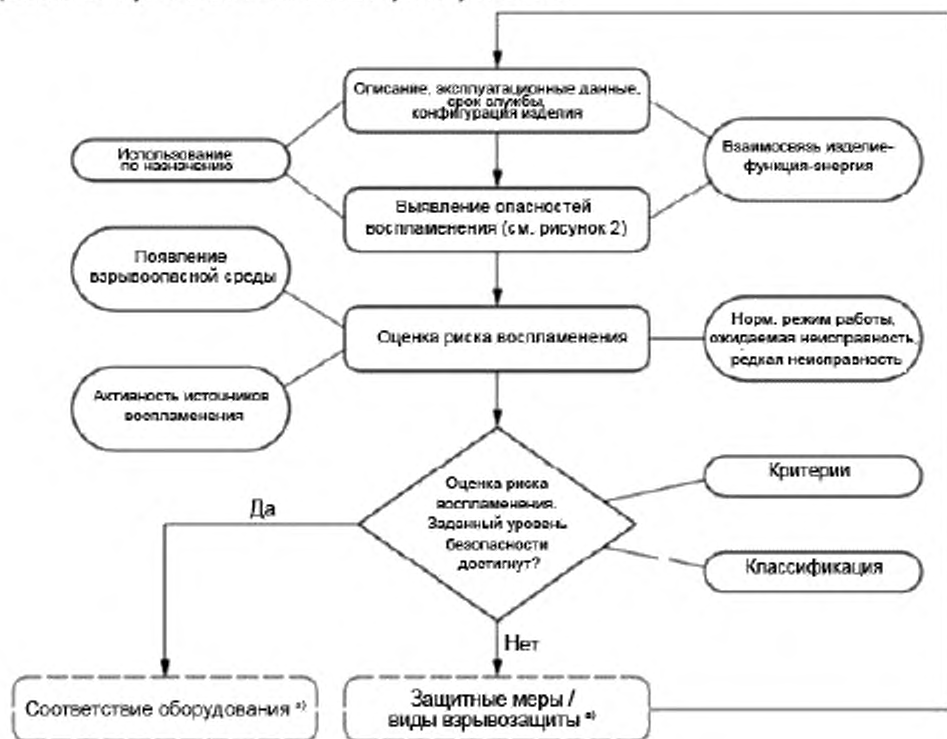 Описание, эксплуатационные данные,
срок службы,
конфигурация изделия
Использование
по назначению
Взаимосвязь изделие-
функция-энергия
Выявление опасностей
воспламенения (см. рисунок 2)
Появление
взрывоопасной среды
Оценка риска воспламенения
Норм. режим работы,
ожидаемая неисправность,
редкал неисправность
Активность источников
воспламенения
Оценка риска
воспламенения.
Заданный уровень
безопасности
достигнут?
Критерии
Классификация
Да
Нет
Соответствие оборудования а)
Защитные меры /
виды взрывозащиты а)